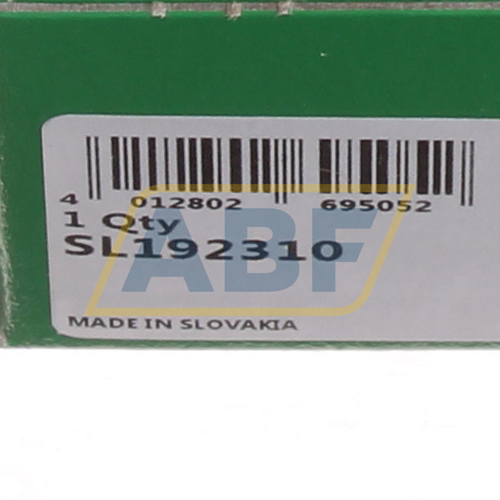 4 012802 695052
1 Qty
SL192310
MADE IN SLOVAKIA
ABF